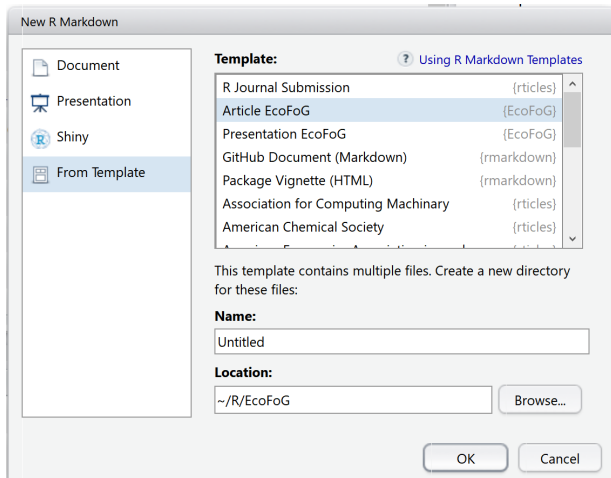 New R Markdown
Document
Presentation
Shiny
From Template
Template:
? Using R Markdown Templates
R Journal Submission {rticles}
Article EcoFoG {EcoFoG}
Presentation EcoFoG {EcoFoG}
GitHub Document (Markdown) {rmarkdown}
Package Vignette (HTML) {rmarkdown}
Association for Computing Machinary {rticles}
American Chemical Society {rticles}
This template contains multiple files. Create a new directory
for these files:
Name:
Untitled
Location:
~/R/EcoFoG
Browse...
OK
Cancel